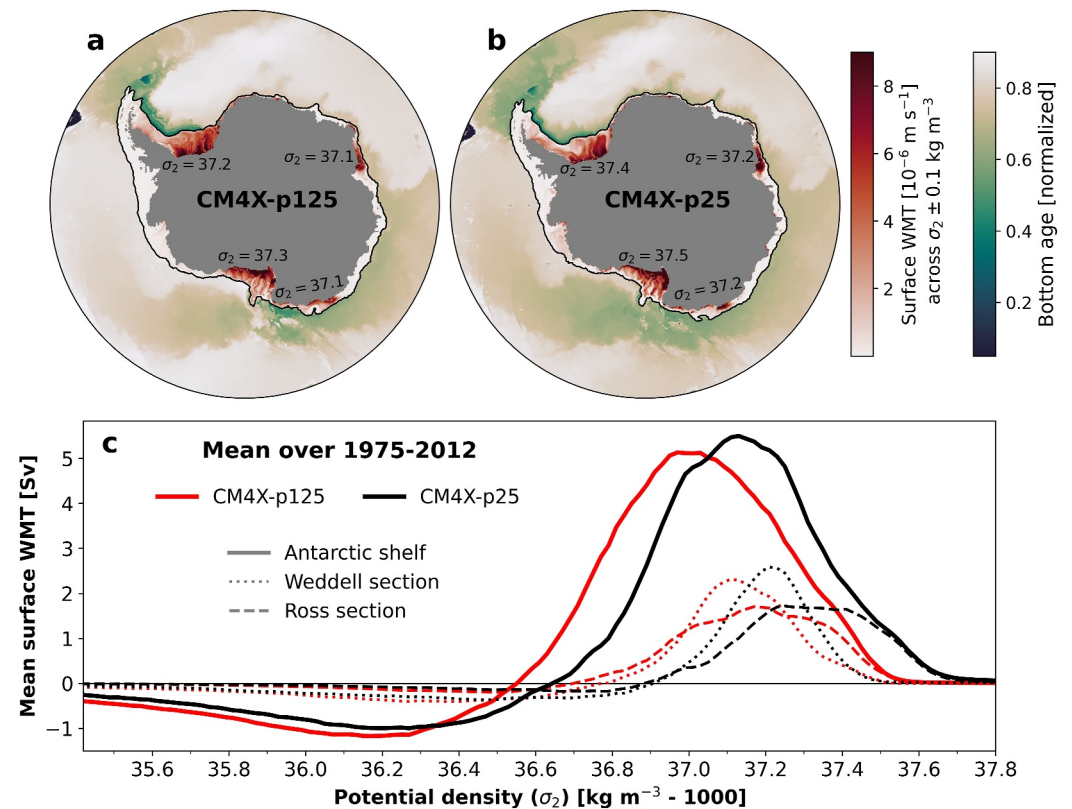 a
σ₂ = 37.2
σ₂ = 37.1
CM4X-p125
σ₂ = 37.3
σ₂ = 37.1
b
σ₂ = 37.4
σ₂ = 37.2
CM4X-p25
σ₂ = 37.5
σ₂ = 37.2
8
6
4
2
Surface WMT [10⁻⁶ m s⁻¹]
across σ₂ ± 0.1 kg m⁻³
0.8
0.6
0.4
0.2
Bottom age [normalized]
c
Mean over 1975-2012
CM4X-p125
CM4X-p25
Antarctic shelf
Weddell section
Ross section
Mean surface WMT [Sv]
5
4
3
2
1
0
−1
35.6 35.8 36.0 36.2 36.4 36.6 36.8 37.0 37.2 37.4 37.6 37.8
Potential density (σ₂) [kg m⁻³ - 1000]